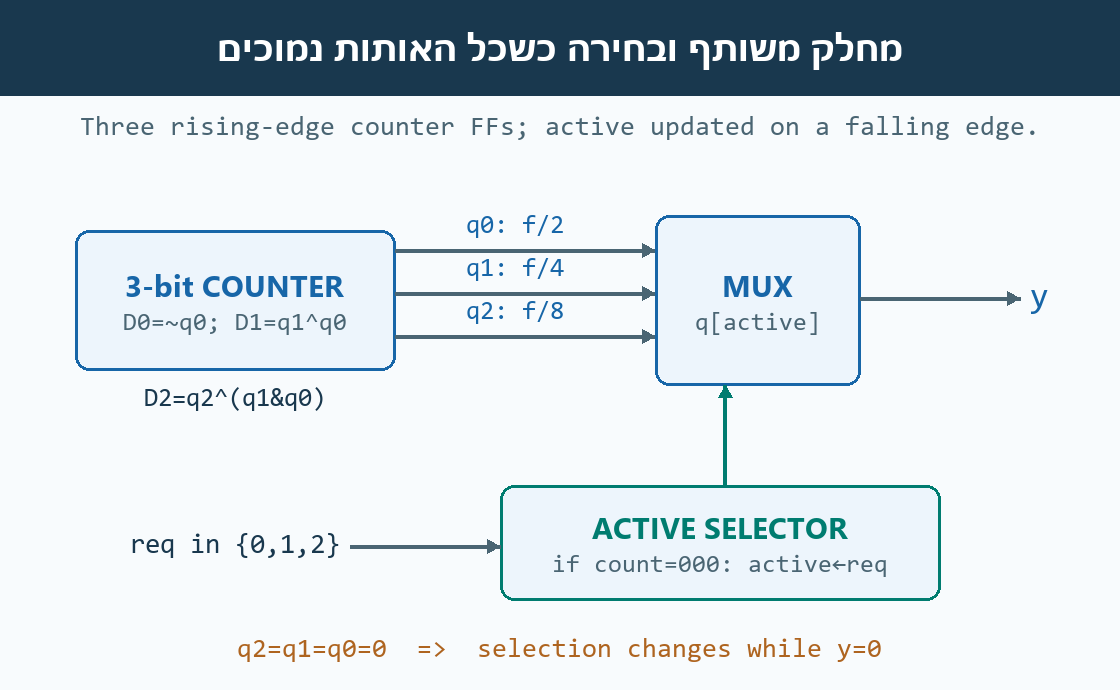 מחלק משותף ובחירה כשכל האותות נמוכים
Three rising-edge counter FFs; active updated on a falling edge.
q0: f/2
q1: f/4
q2: f/8
3-bit COUNTER
D0=~q0; D1=q1^q0
D2=q2^(q1&q0)
MUX
q[active]
y
req in {0,1,2}
ACTIVE SELECTOR
if count=000: active←req
q2=q1=q0=0  =>  selection changes while y=0